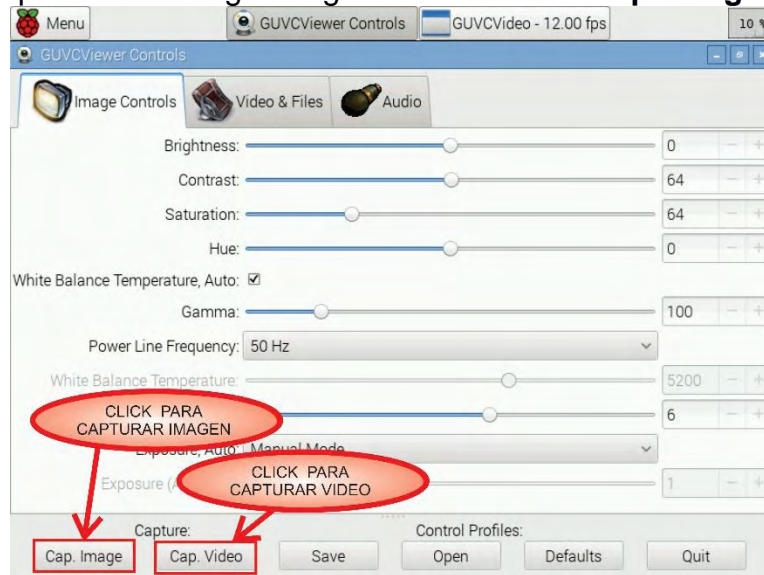 Menu GUVCViewer Controls GUVCVideo - 12.00 fps 10 %
GUVCViewer Controls
Image Controls Video & Files Audio
Brightness: 0 - +
Contrast: 64 - +
Saturation: 64 - +
Hue: 0 - +
White Balance Temperature, Auto:
Gamma: 100 - +
Power Line Frequency: 50 Hz
White Balance Temperature: 5200 - +
CLICK PARA
CAPTURAR IMAGEN
6 - +
Exposure, Auto: Manual Mode
CLICK PARA
CAPTURAR VIDEO
Exposure 1 - +
Capture: Control Profiles:
Cap. Image Cap. Video Save Open Defaults Quit